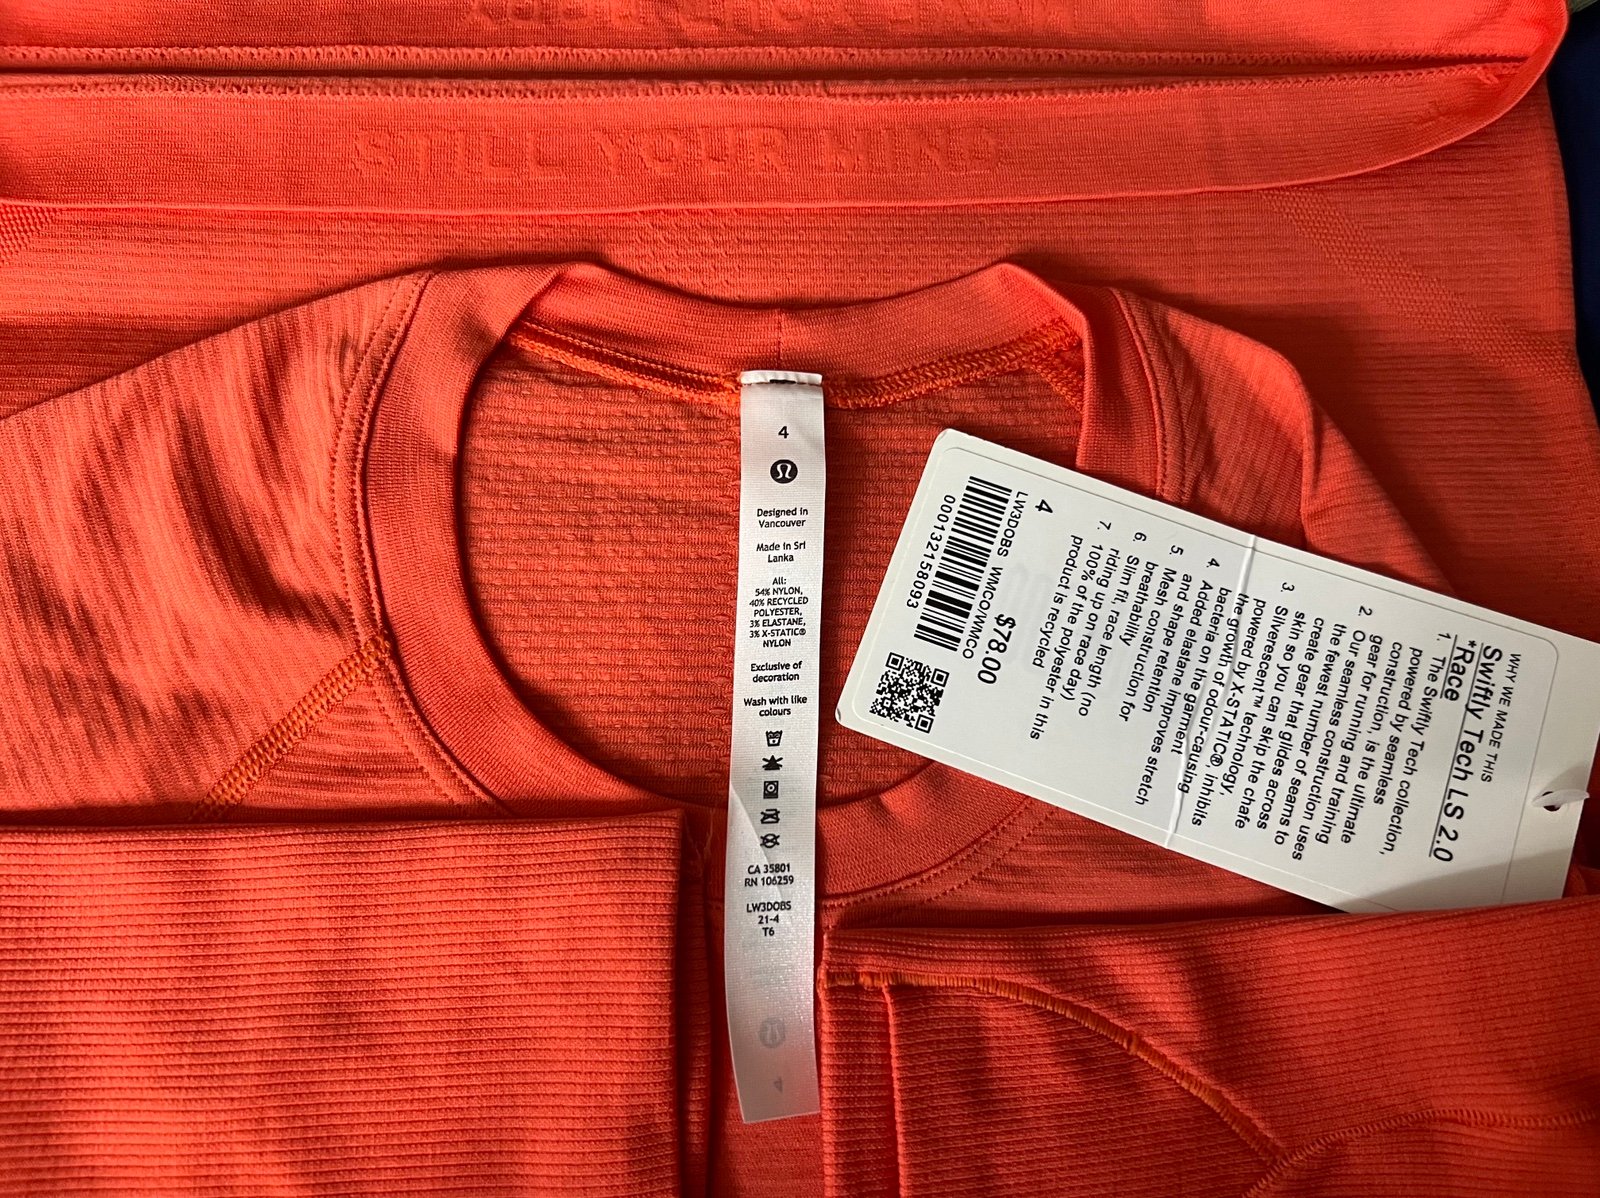 STILL YOUR MIND
4
Designed in
Vancouver
Made in Sri
Lanka
All:
54% NYLON,
40% RECYCLED
POLYESTER,
3% ELASTANE,
3% X-STATIC®
NYLON
Exclusive of
decoration
Wash with like
colours
CA 35801
RN 106259
LW3DOBS
21-4
T6
WHY WE MADE THIS
Swiftly Tech LS 2.0
*Race
1. The Swiftly Tech collection,
powered by seamless
construction, is the ultimate
gear for running and training
2. Our seamless construction uses
the fewest number of seams to
create gear that glides across
skin so you can skip the chafe
3. Silverescent™ technology,
powered by X-STATIC®, inhibits
the growth of odour-causing
bacteria on the garment
4. Added elastane improves stretch
and shape retention
5. Mesh construction for
breathability
6. Slim fit, race length (no
riding up on race day)
7. 100% of the polyester in this
product is recycled
4
$78.00
LW3DOBS WMCO/WMCO
000132158093